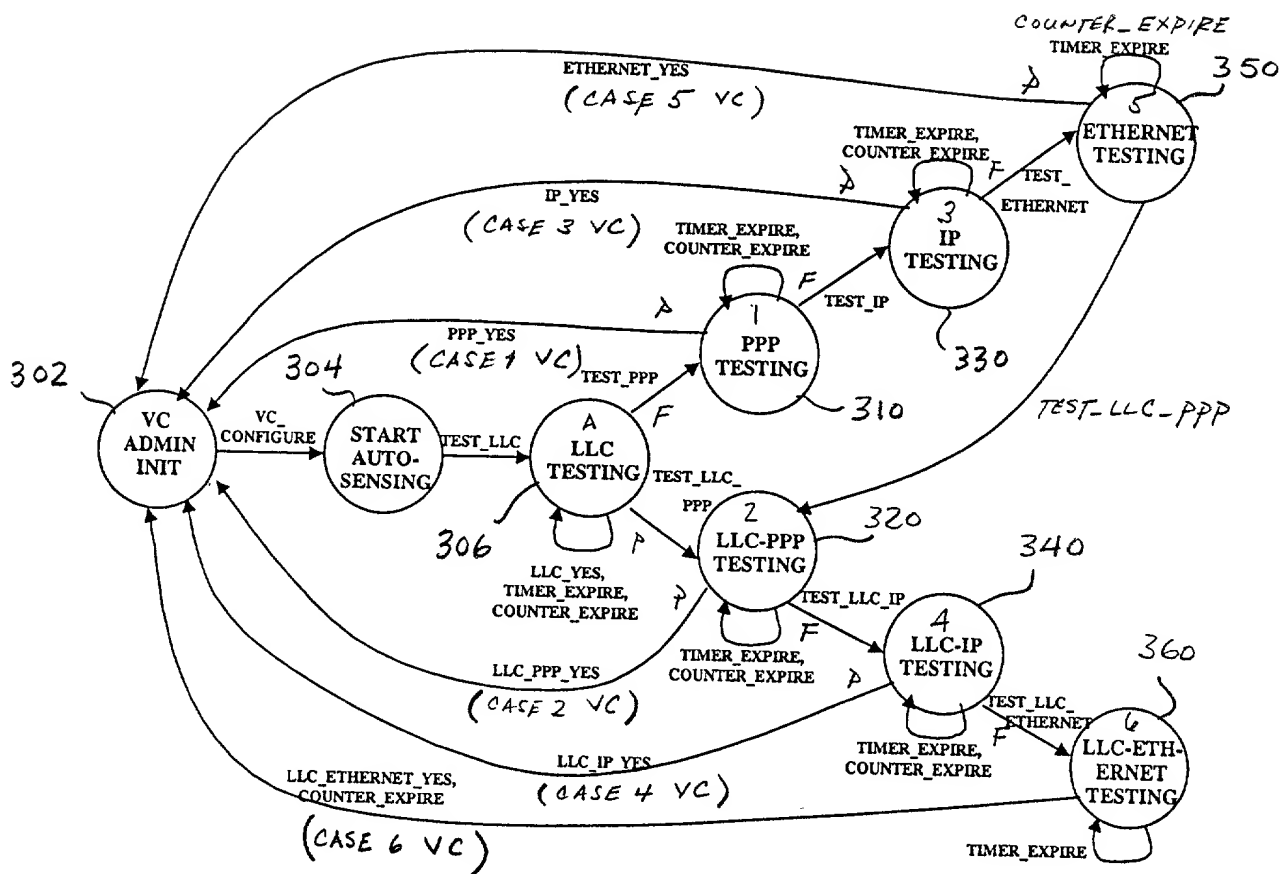 COUNTER_EXPIRE
TIMER_EXPIRE
350
ETHERNET_YES
(CASE 5 VC)
P
5
ETHERNET
TESTING
TIMER_EXPIRE,
COUNTER_EXPIRE
F
TEST_
ETHERNET
IP_YES
(CASE 3 VC)
P
3
IP
TESTING
330
TIMER_EXPIRE,
COUNTER_EXPIRE
F
TEST_IP
PPP_YES
(CASE 1 VC)
P
1
PPP
TESTING
310
TEST_PPP
F
TEST_LLC_PPP
302
VC
ADMIN
INIT
VC_
CONFIGURE
304
START
AUTO-
SENSING
TEST_LLC
A
LLC
TESTING
306
LLC_YES,
TIMER_EXPIRE,
COUNTER_EXPIRE
TEST_LLC_
PPP
P
2
LLC-PPP
TESTING
320
P
TIMER_EXPIRE,
COUNTER_EXPIRE
TEST_LLC_IP
F
LLC_PPP_YES
(CASE 2 VC)
340
4
LLC-IP
TESTING
P
TIMER_EXPIRE,
COUNTER_EXPIRE
TEST_LLC_
ETHERNET
F
LLC_IP_YES
(CASE 4 VC)
360
6
LLC-ETH-
ERNET
TESTING
TIMER_EXPIRE
LLC_ETHERNET_YES,
COUNTER_EXPIRE
(CASE 6 VC)